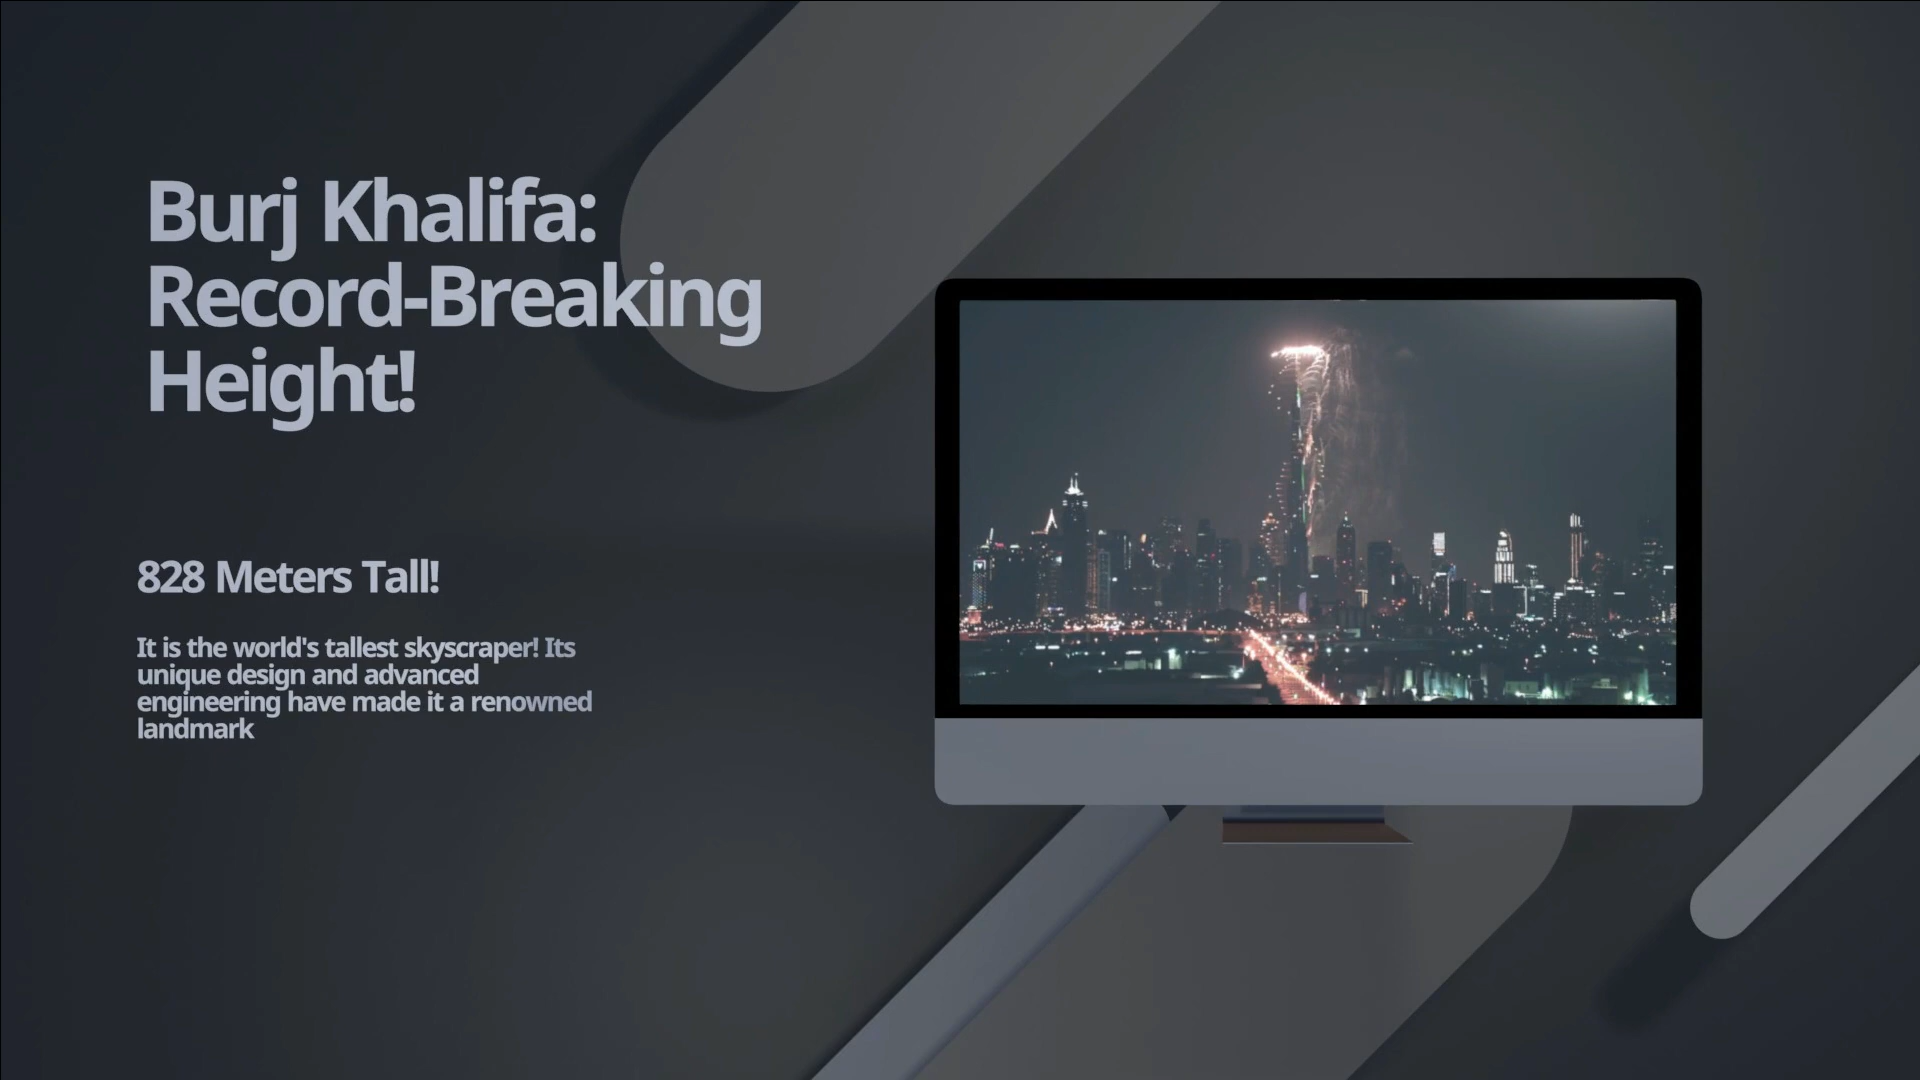 Burj Khalifa:
Record-Breaking
Height!
828 Meters Tall!
It is the world's tallest skyscraper! Its
unique design and advanced
engineering have made it a renowned
landmark